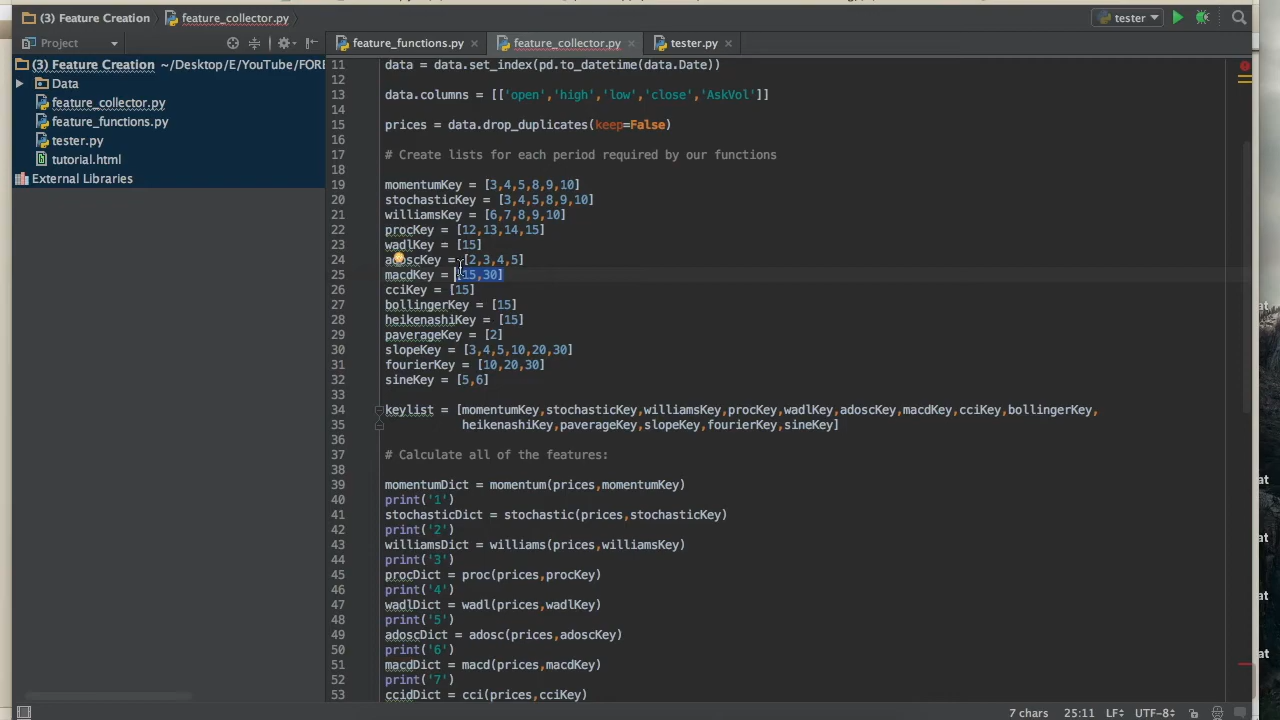 (3) Feature Creation feature_collector.py tester
Project feature_functions.py feature_collector.py tester.py
(3) Feature Creation ~/Desktop/E/YouTube/FOR
Data
feature_collector.py
feature_functions.py
tester.py
tutorial.html
External Libraries
11 data = data.set_index(pd.to_datetime(data.Date))
12
13 data.columns = [['open','high','low','close','AskVol']]
14
15 prices = data.drop_duplicates(keep=False)
16
17 # Create lists for each period required by our functions
18
19 momentumKey = [3,4,5,8,9,10]
20 stochasticKey = [3,4,5,8,9,10]
21 williamsKey = [6,7,8,9,10]
22 procKey = [12,13,14,15]
23 wadlKey = [15]
24 adoscKey = [2,3,4,5]
25 macdKey = [15,30]
26 cciKey = [15]
27 bollingerKey = [15]
28 heikenashiKey = [15]
29 paverageKey = [2]
30 slopeKey = [3,4,5,10,20,30]
31 fourierKey = [10,20,30]
32 sineKey = [5,6]
33
34 keylist = [momentumKey,stochasticKey,williamsKey,procKey,wadlKey,adoscKey,macdKey,cciKey,bollingerKey,
35 heikenashiKey,paverageKey,slopeKey,fourierKey,sineKey]
36
37 # Calculate all of the features:
38
39 momentumDict = momentum(prices,momentumKey)
40 print('1')
41 stochasticDict = stochastic(prices,stochasticKey)
42 print('2')
43 williamsDict = williams(prices,williamsKey)
44 print('3')
45 procDict = proc(prices,procKey)
46 print('4')
47 wadlDict = wadl(prices,wadlKey)
48 print('5')
49 adoscDict = adosc(prices,adoscKey)
50 print('6')
51 macdDict = macd(prices,macdKey)
52 print('7')
53 ccidDict = cci(prices,cciKey)
7 chars 25:11 LF UTF-8